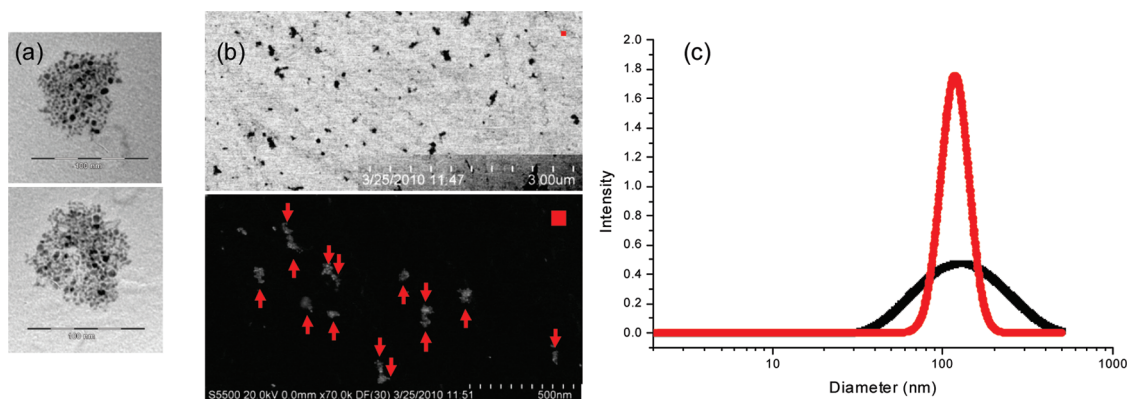 (a)
100 nm
100 nm
(b)
3/25/2010 11:47 3.00um
S5500 20.0kV 0.0mm x70.0k DF(30) 3/25/2010 11:51 500nm
(c)
2.0
1.8
1.6
1.4
1.2
1.0
0.8
0.6
0.4
0.2
0.0
Intensity
10 100 1000
Diameter (nm)